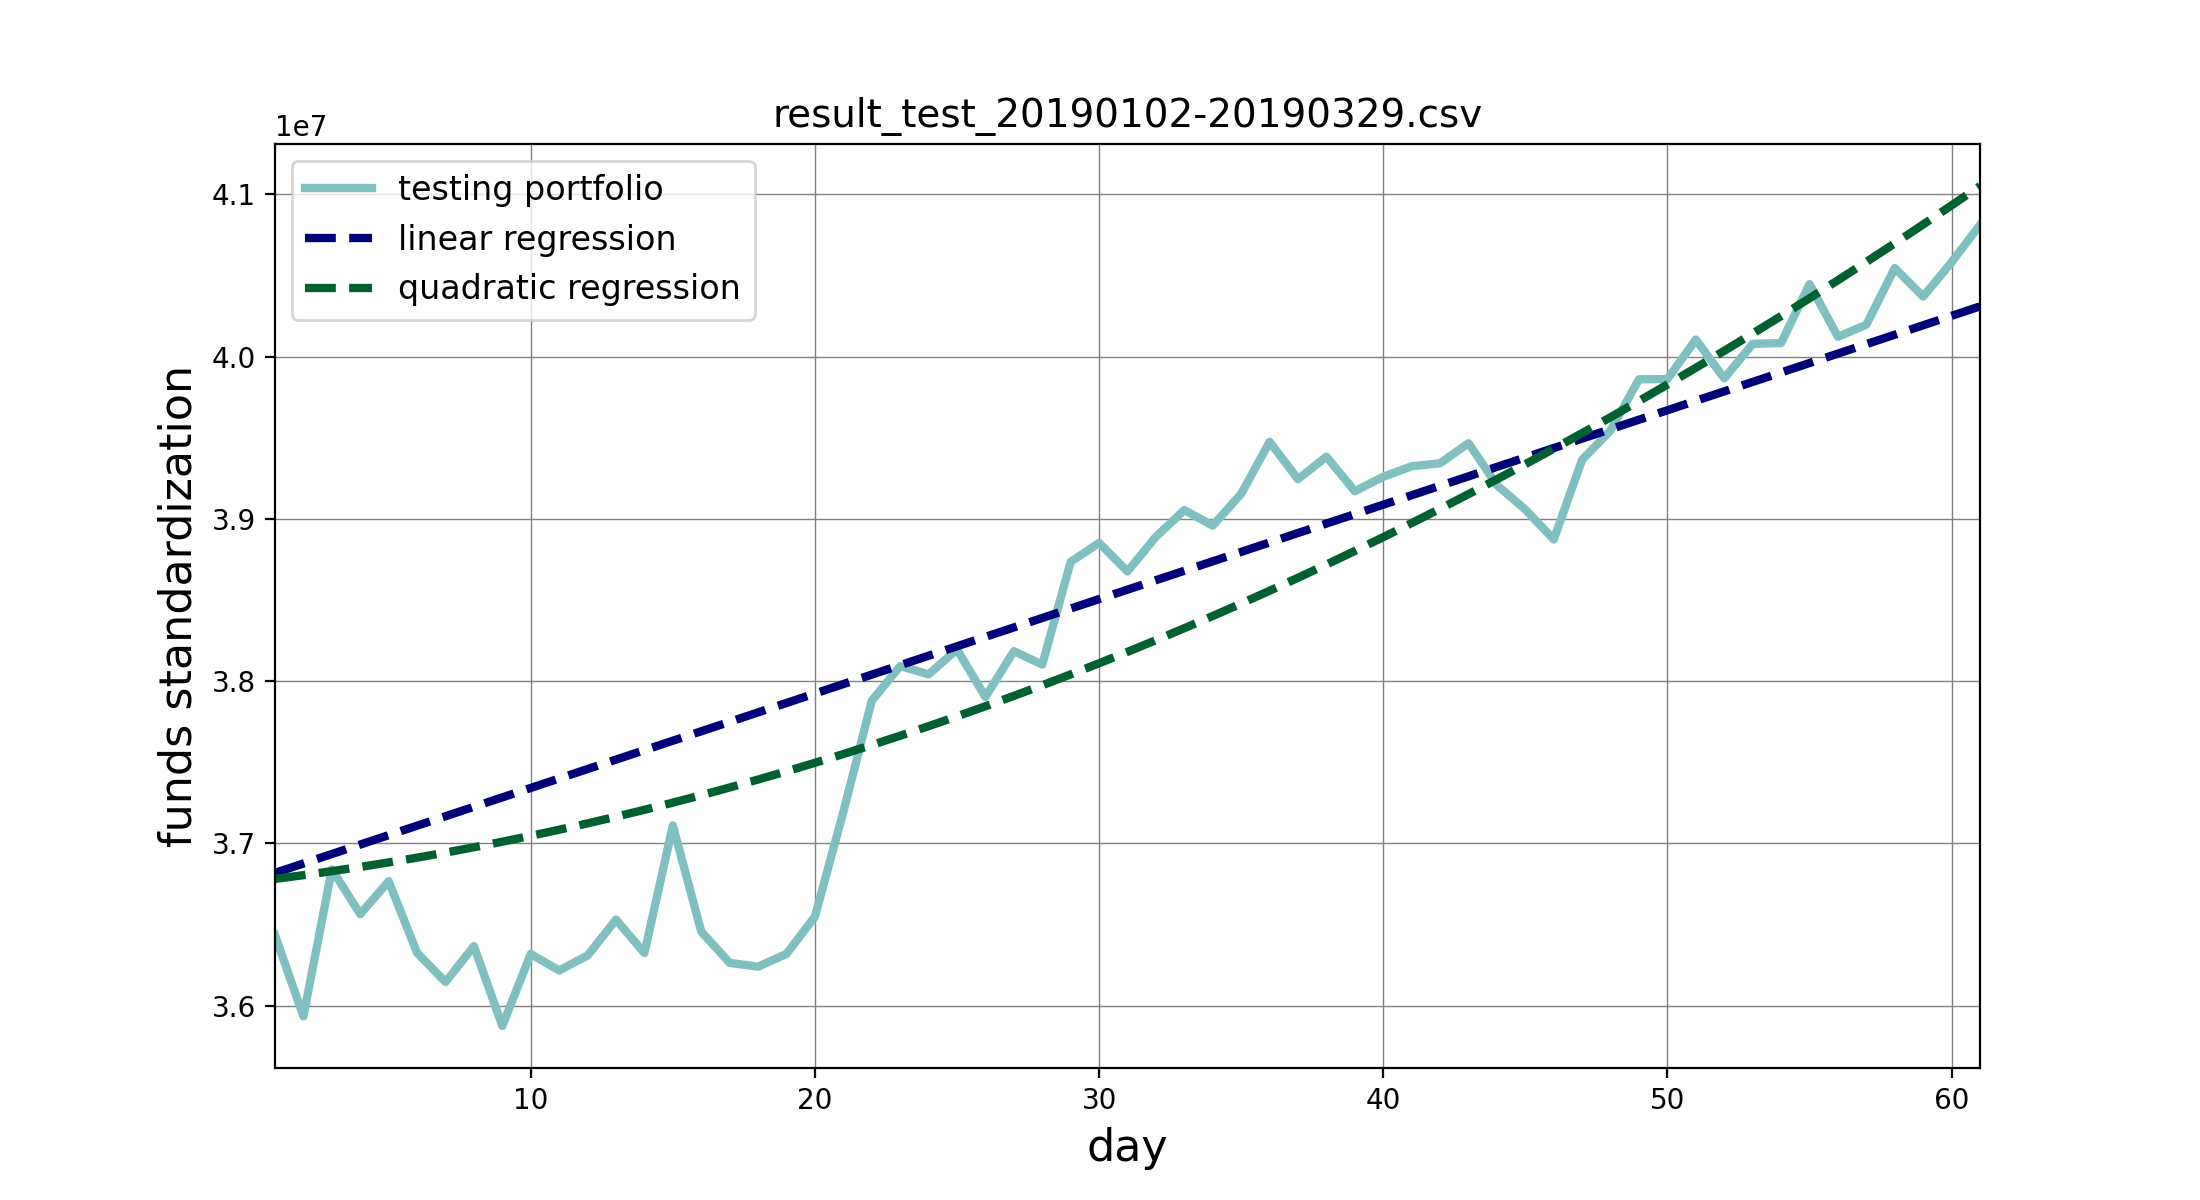 result_test_20190102-20190329.csv
1e7
testing portfolio
linear regression
quadratic regression
4.1
4.0
3.9
3.8
3.7
3.6
funds standardization
10 20 30 40 50 60
day